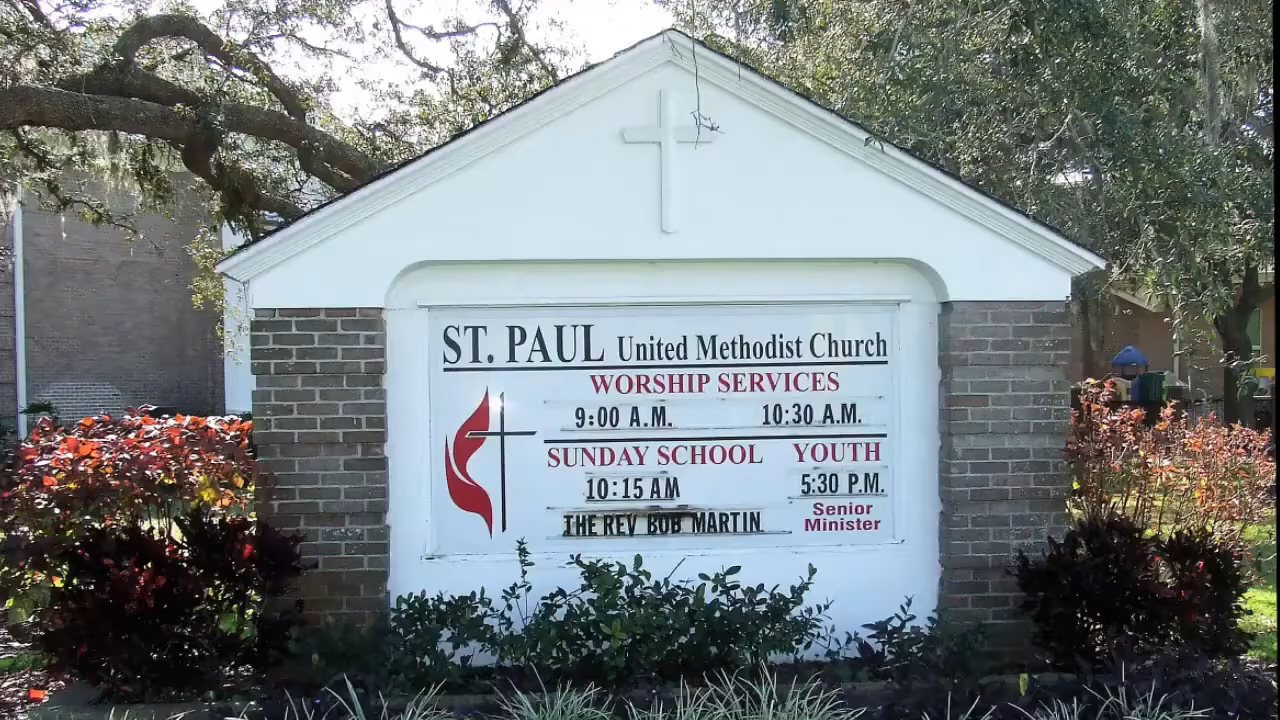 ST. PAUL United Methodist Church
WORSHIP SERVICES
9:00 A.M. 10:30 A.M.
SUNDAY SCHOOL YOUTH
10:15 AM 5:30 P.M.
THE REV BOB MARTIN Senior
Minister